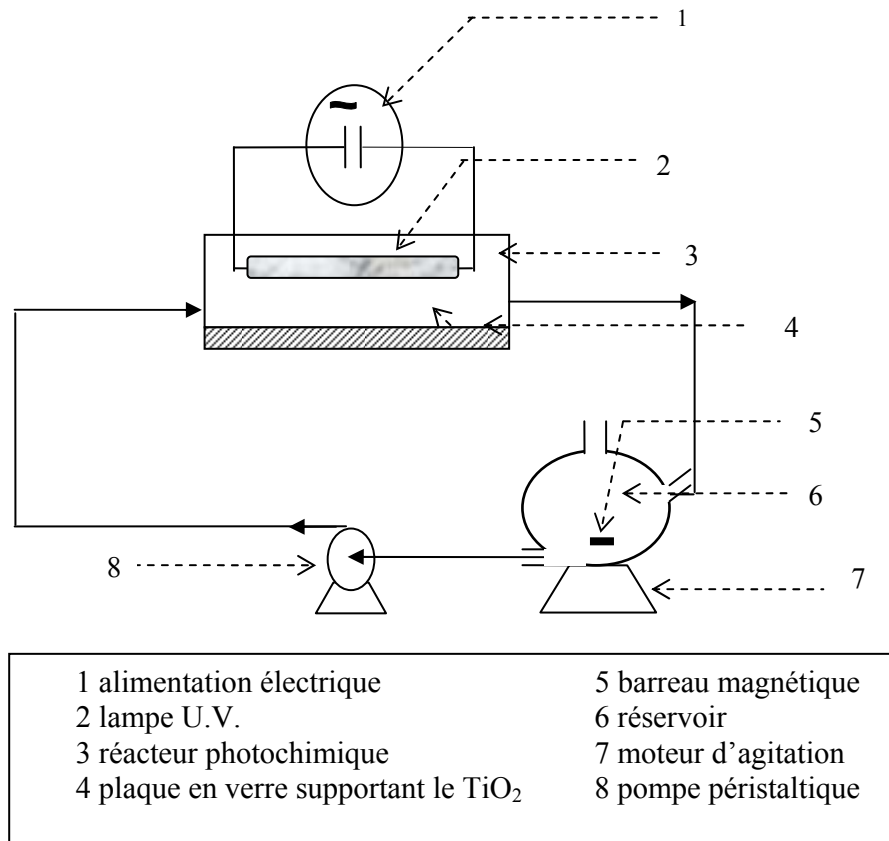 1
~
2
3
4
5
6
8
7
1 alimentation électrique
2 lampe U.V.
3 réacteur photochimique
4 plaque en verre supportant le TiO₂
5 barreau magnétique
6 réservoir
7 moteur d’agitation
8 pompe péristaltique